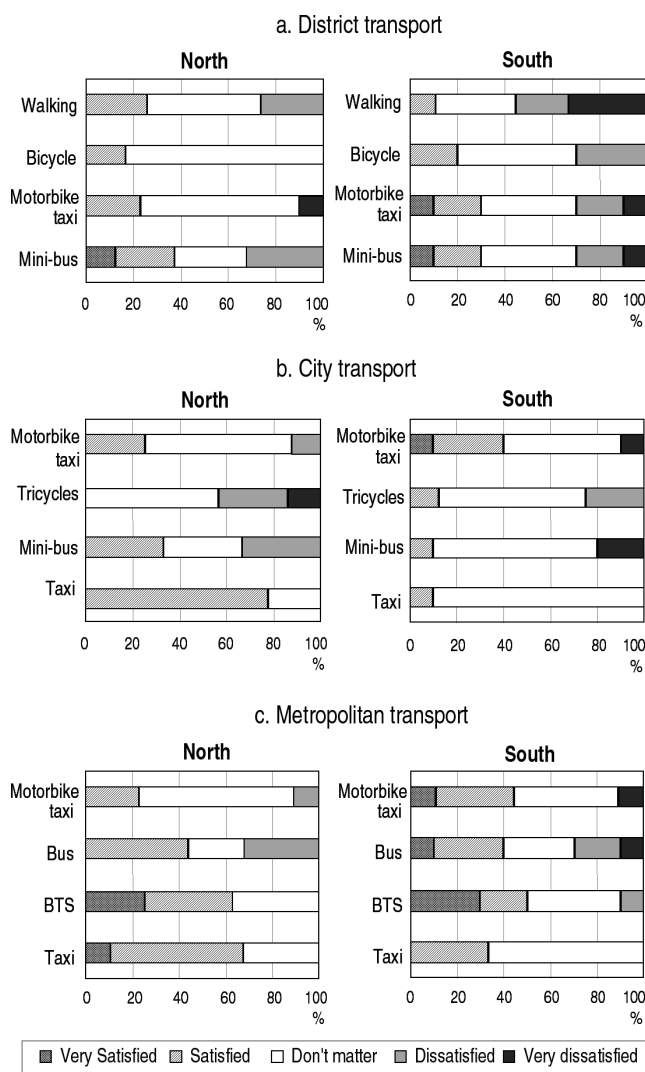 a. District transport
North
South
Walking
Bicycle
Motorbike
taxi
Mini-bus
0 20 40 60 80 100
%
Walking
Bicycle
Motorbike
taxi
Mini-bus
0 20 40 60 80 100
%
b. City transport
North
South
Motorbike
taxi
Tricycles
Mini-bus
Taxi
0 20 40 60 80 100
%
Motorbike
taxi
Tricycles
Mini-bus
Taxi
0 20 40 60 80 100
%
c. Metropolitan transport
North
South
Motorbike
taxi
Bus
BTS
Taxi
0 20 40 60 80 100
%
Motorbike
taxi
Bus
BTS
Taxi
0 20 40 60 80 100
%
Very Satisfied Satisfied Don't matter Dissatisfied Very dissatisfied